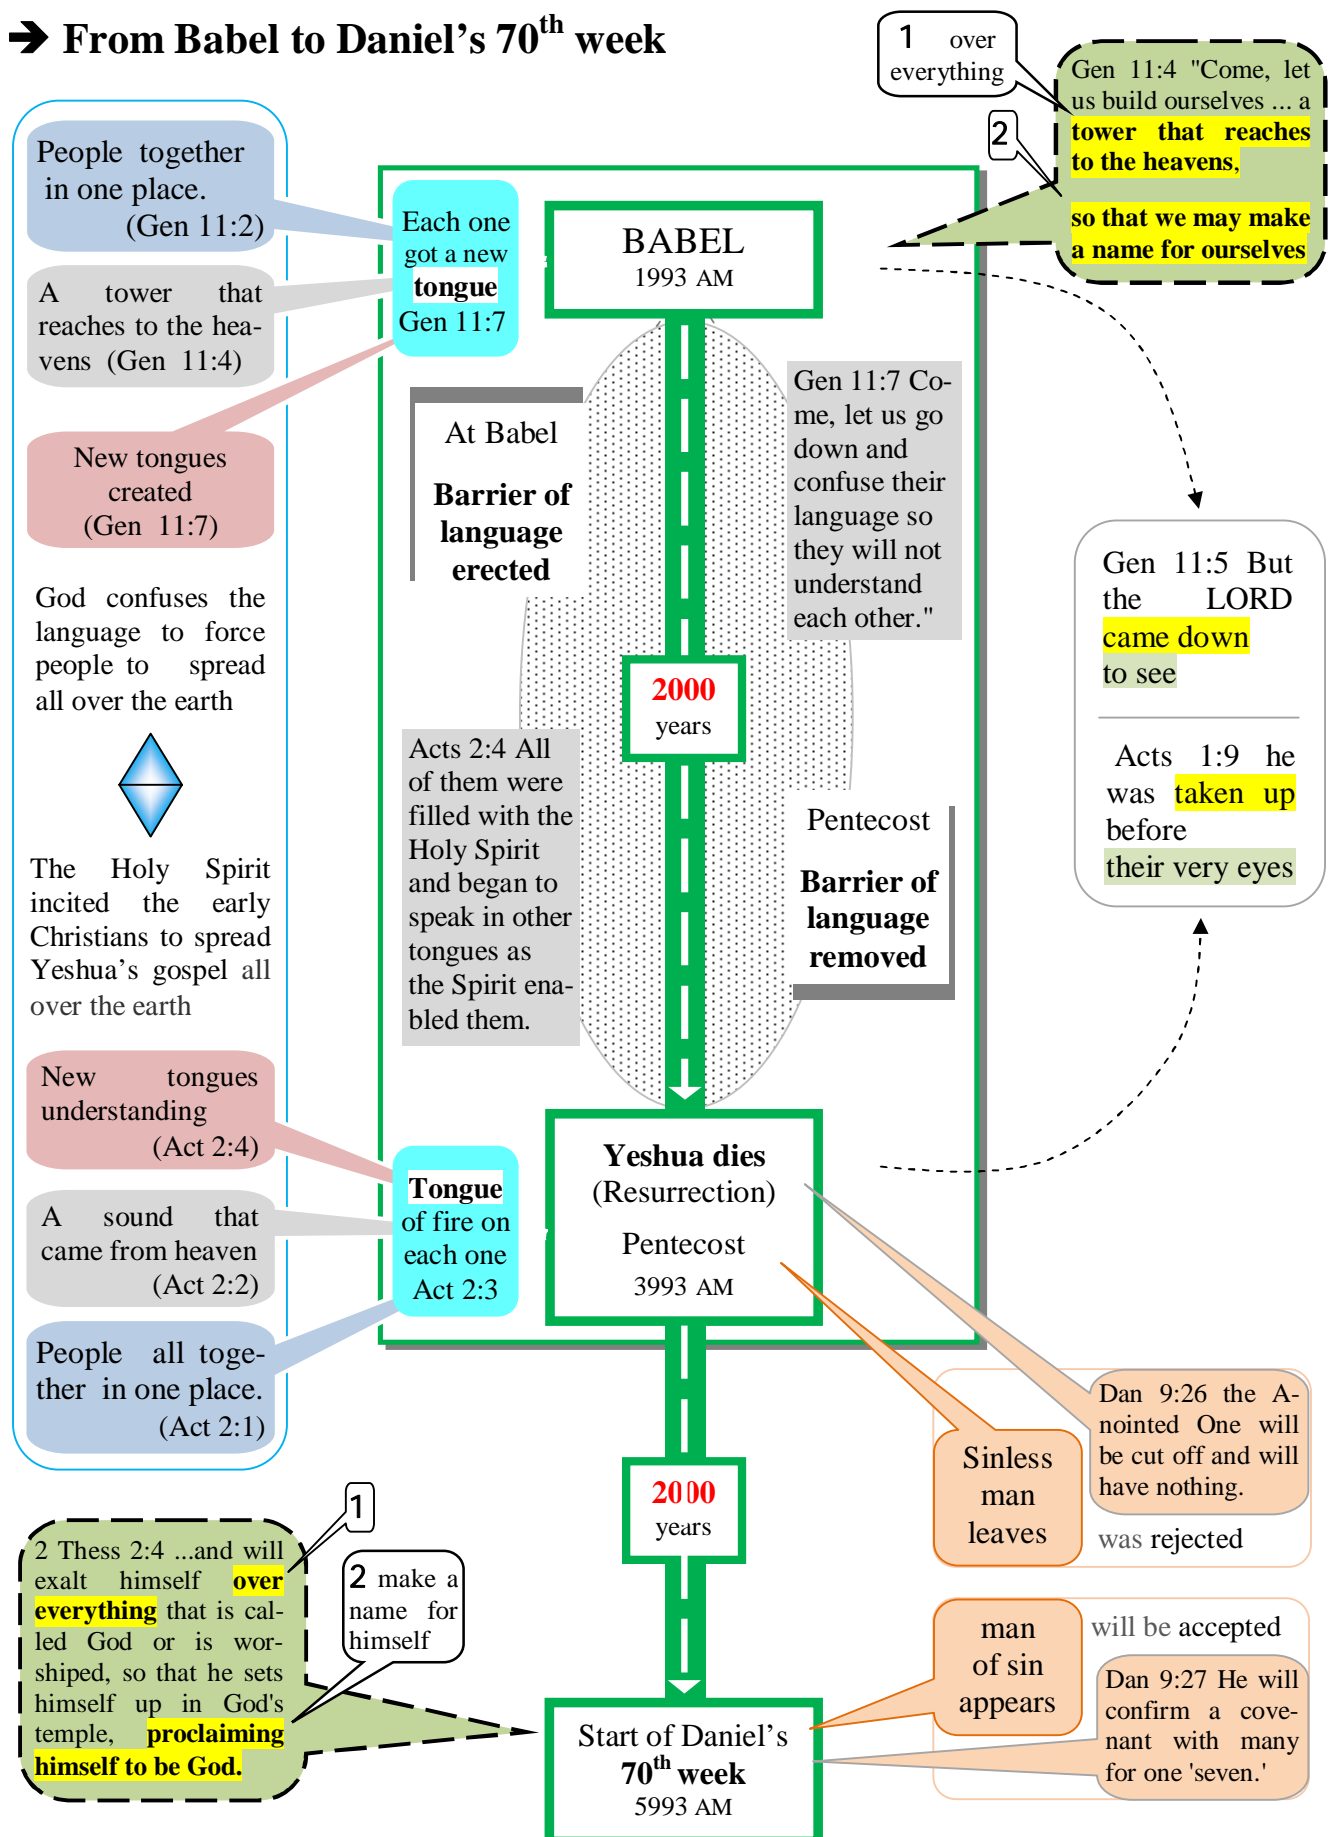 ➔ From Babel to Daniel’s 70th week
1 over
everything
Gen 11:4 "Come, let
us build ourselves ... a
tower that reaches
to the heavens,
so that we may make
a name for ourselves
2
People together
in one place.
(Gen 11:2)
A tower that
reaches to the hea-
vens (Gen 11:4)
New tongues
created
(Gen 11:7)
God confuses the
language to force
people to spread
all over the earth
The Holy Spirit
incited the early
Christians to spread
Yeshua’s gospel all
over the earth
New tongues
understanding
(Act 2:4)
A sound that
came from heaven
(Act 2:2)
People all toge-
ther in one place.
(Act 2:1)
Each one
got a new
tongue
Gen 11:7
BABEL
1993 AM
At Babel
Barrier of
language
erected
Gen 11:7 Co-
me, let us go
down and
confuse their
language so
they will not
understand
each other."
2000
years
Acts 2:4 All
of them were
filled with the
Holy Spirit
and began to
speak in other
tongues as
the Spirit ena-
bled them.
Pentecost
Barrier of
language
removed
Gen 11:5 But
the LORD
came down
to see
Acts 1:9 he
was taken up
before
their very eyes
Tongue
of fire on
each one
Act 2:3
Yeshua dies
(Resurrection)
Pentecost
3993 AM
2000
years
Sinless
man
leaves
Dan 9:26 the A-
nointed One will
be cut off and will
have nothing.
was rejected
man
of sin
appears
will be accepted
Dan 9:27 He will
confirm a cove-
nant with many
for one 'seven.'
1
2 make a
name for
himself
2 Thess 2:4 ...and will
exalt himself over
everything that is cal-
led God or is wor-
shiped, so that he sets
himself up in God's
temple, proclaiming
himself to be God.
Start of Daniel’s
70th week
5993 AM